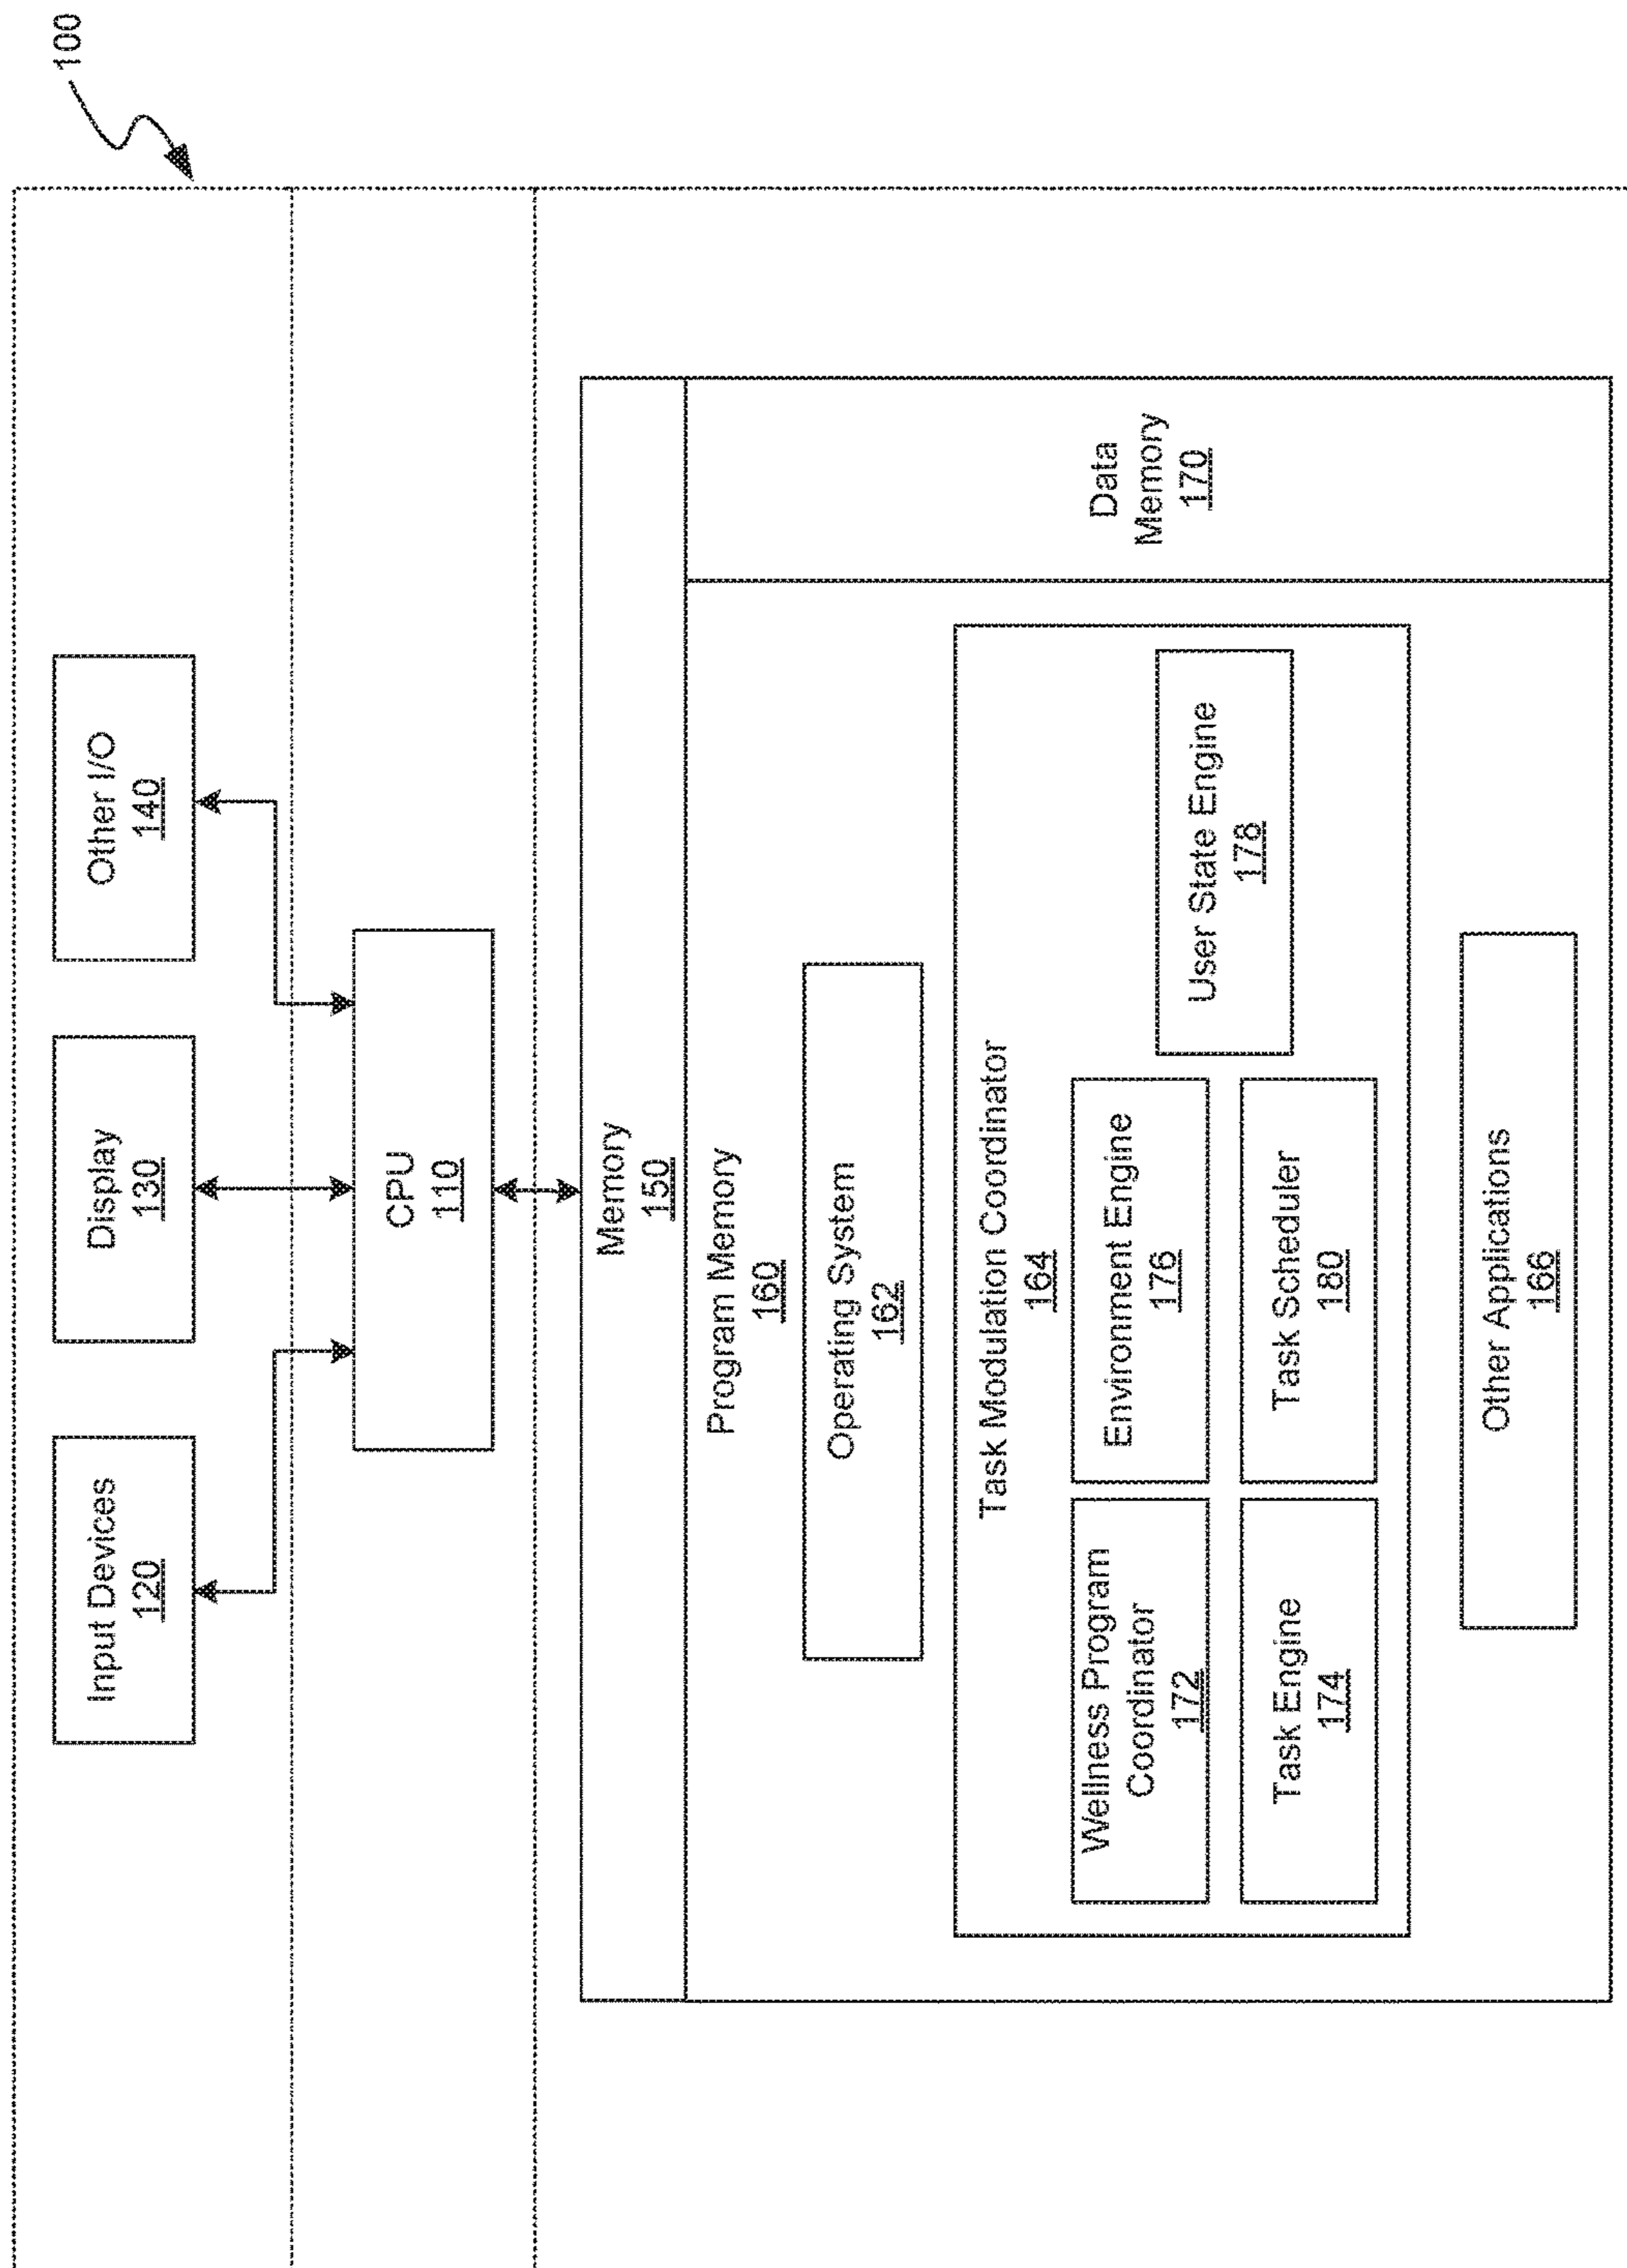 100
Input Devices
120
Display
130
Other I/O
140
CPU
110
Memory
150
Program Memory
160
Operating System
162
Task Modulation Coordinator
164
Wellness Program
Coordinator
172
Environment Engine
176
User State Engine
178
Task Engine
174
Task Scheduler
180
Other Applications
166
Data
Memory
170